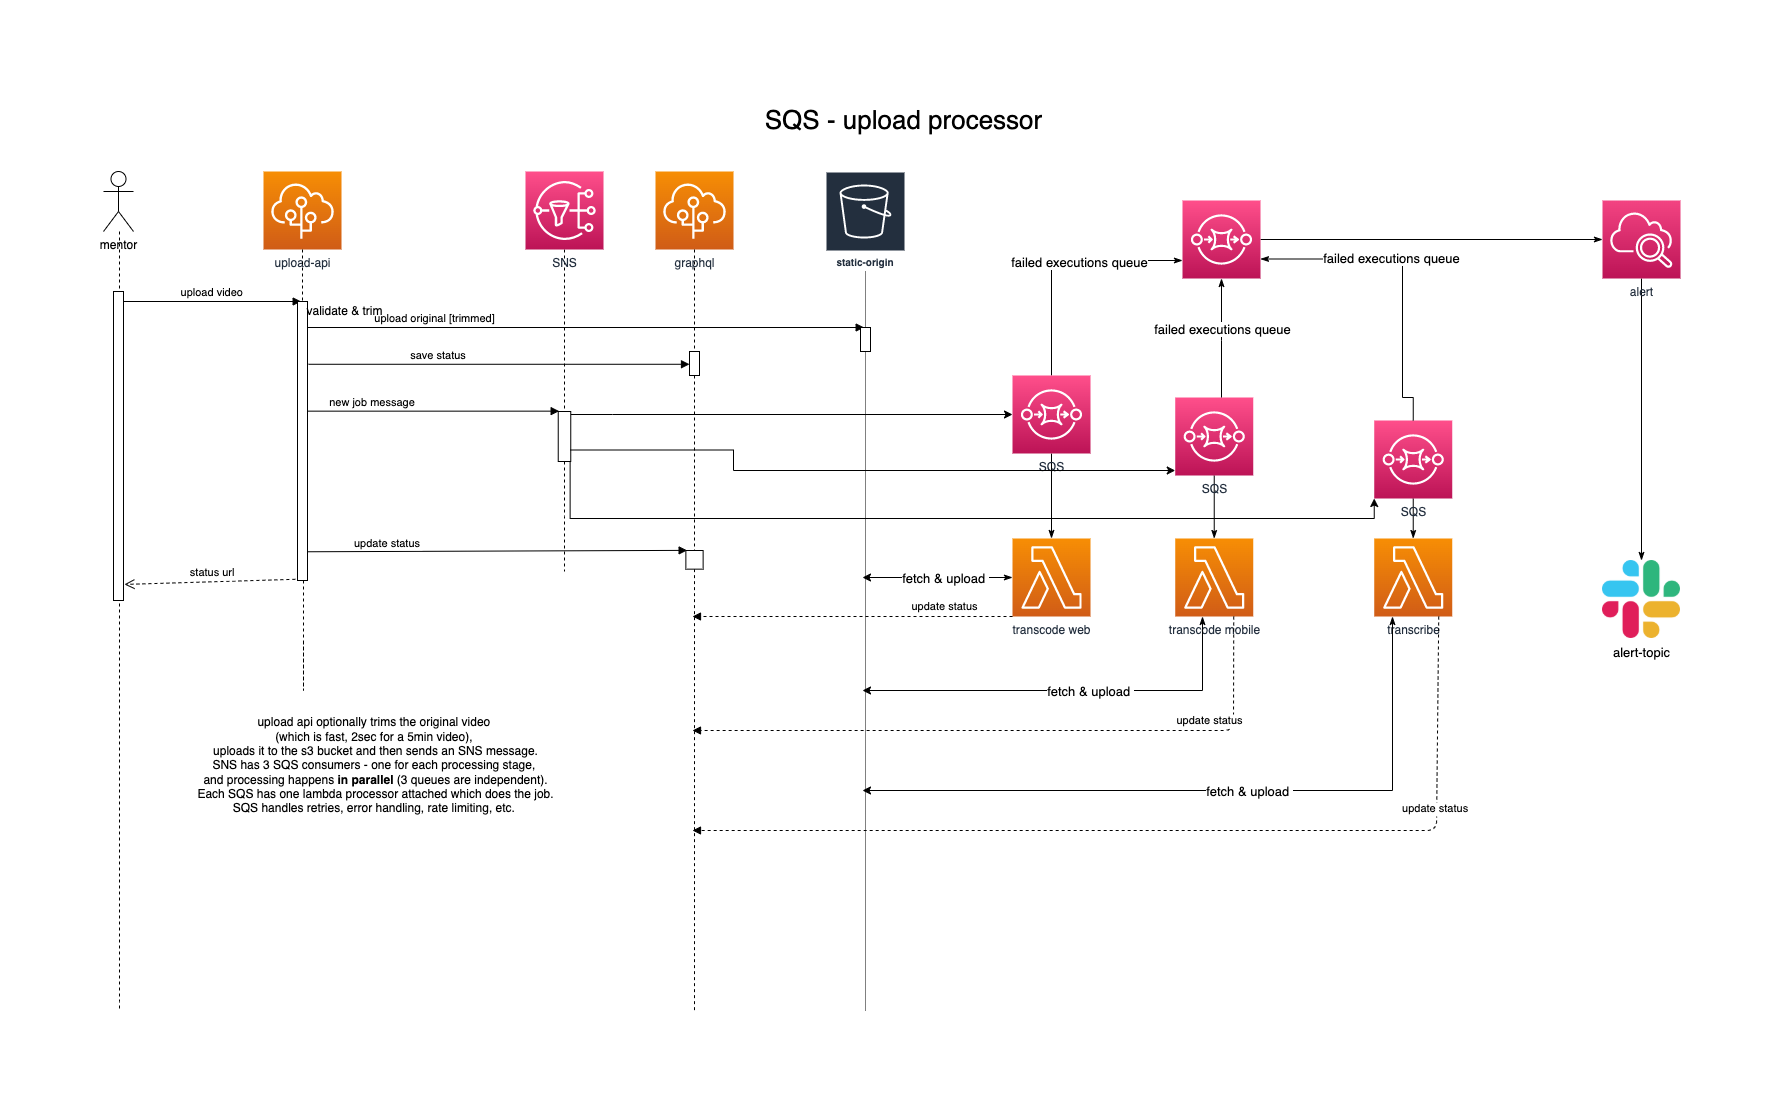 SQS - upload processor
mentor
upload-api
SNS
graphql
static-origin
failed executions queue
failed executions queue
alert
upload video
validate & trim
upload original [trimmed]
failed executions queue
save status
new job message
SQS
SQS
SQS
update status
status url
fetch & upload
update status
transcode web
transcode mobile
transcribe
alert-topic
fetch & upload
update status
upload api optionally trims the original video
(which is fast, 2sec for a 5min video),
uploads it to the s3 bucket and then sends an SNS message.
SNS has 3 SQS consumers - one for each processing stage,
and processing happens in parallel (3 queues are independent).
Each SQS has one lambda processor attached which does the job.
SQS handles retries, error handling, rate limiting, etc.
fetch & upload
update status